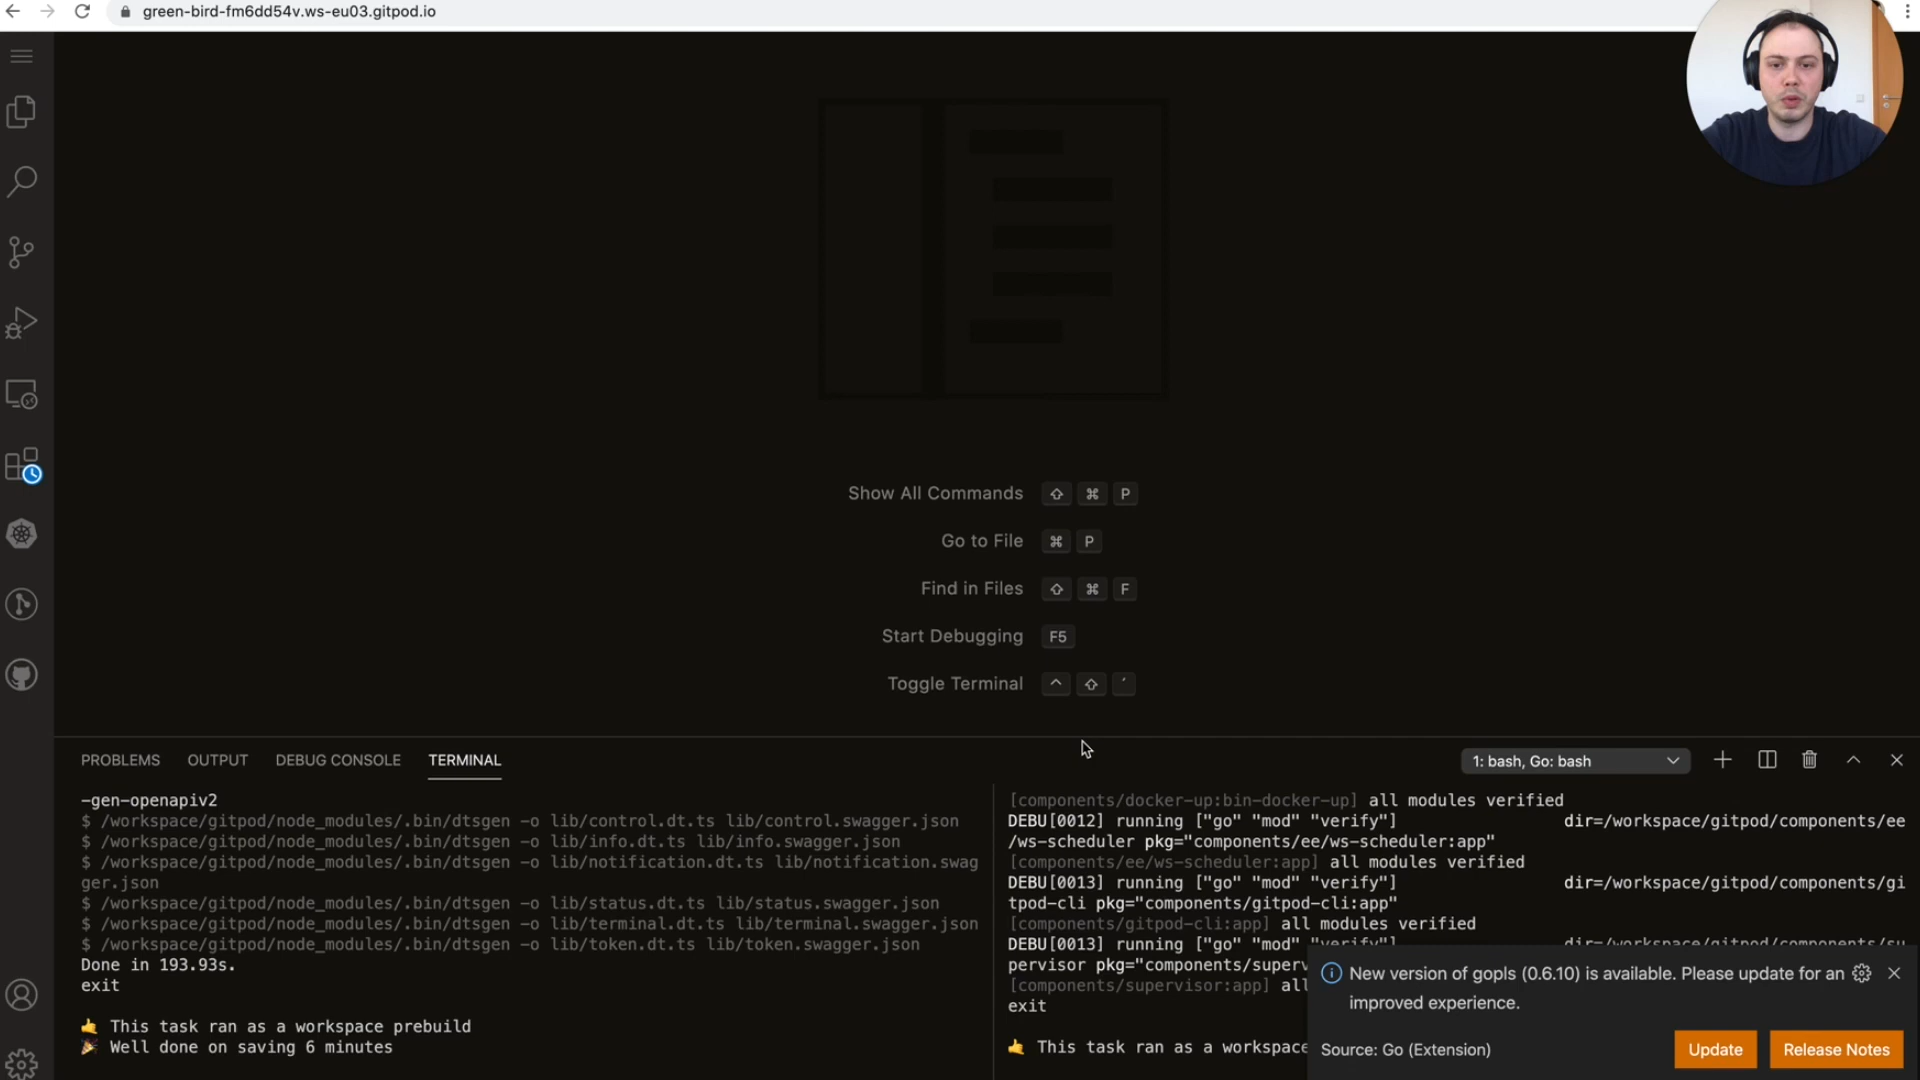 green-bird-fm6dd54v.ws-eu03.gitpod.io
Show All Commands ⇧ ⌘ P
Go to File ⌘ P
Find in Files ⇧ ⌘ F
Start Debugging F5
Toggle Terminal ^ ⇧ ´
PROBLEMS OUTPUT DEBUG CONSOLE TERMINAL
1: bash, Go: bash
-gen-openapiv2
$ /workspace/gitpod/node_modules/.bin/dtsgen -o lib/control.dt.ts lib/control.swagger.json
$ /workspace/gitpod/node_modules/.bin/dtsgen -o lib/info.dt.ts lib/info.swagger.json
$ /workspace/gitpod/node_modules/.bin/dtsgen -o lib/notification.dt.ts lib/notification.swag
ger.json
$ /workspace/gitpod/node_modules/.bin/dtsgen -o lib/status.dt.ts lib/status.swagger.json
$ /workspace/gitpod/node_modules/.bin/dtsgen -o lib/terminal.dt.ts lib/terminal.swagger.json
$ /workspace/gitpod/node_modules/.bin/dtsgen -o lib/token.dt.ts lib/token.swagger.json
Done in 193.93s.
exit
🤙 This task ran as a workspace prebuild
🎉 Well done on saving 6 minutes
[components/docker-up:bin-docker-up] all modules verified
DEBU[0012] running ["go" "mod" "verify"] dir=/workspace/gitpod/components/ee
/ws-scheduler pkg="components/ee/ws-scheduler:app"
[components/ee/ws-scheduler:app] all modules verified
DEBU[0013] running ["go" "mod" "verify"] dir=/workspace/gitpod/components/gi
tpod-cli pkg="components/gitpod-cli:app"
[components/gitpod-cli:app] all modules verified
DEBU[0013] running ["go" "mod" "verify"] dir=/workspace/gitpod/components/su
pervisor pkg="components/superv
[components/supervisor:app] all
exit
🤙 This task ran as a workspace
New version of gopls (0.6.10) is available. Please update for an
improved experience.
Source: Go (Extension)
Update
Release Notes